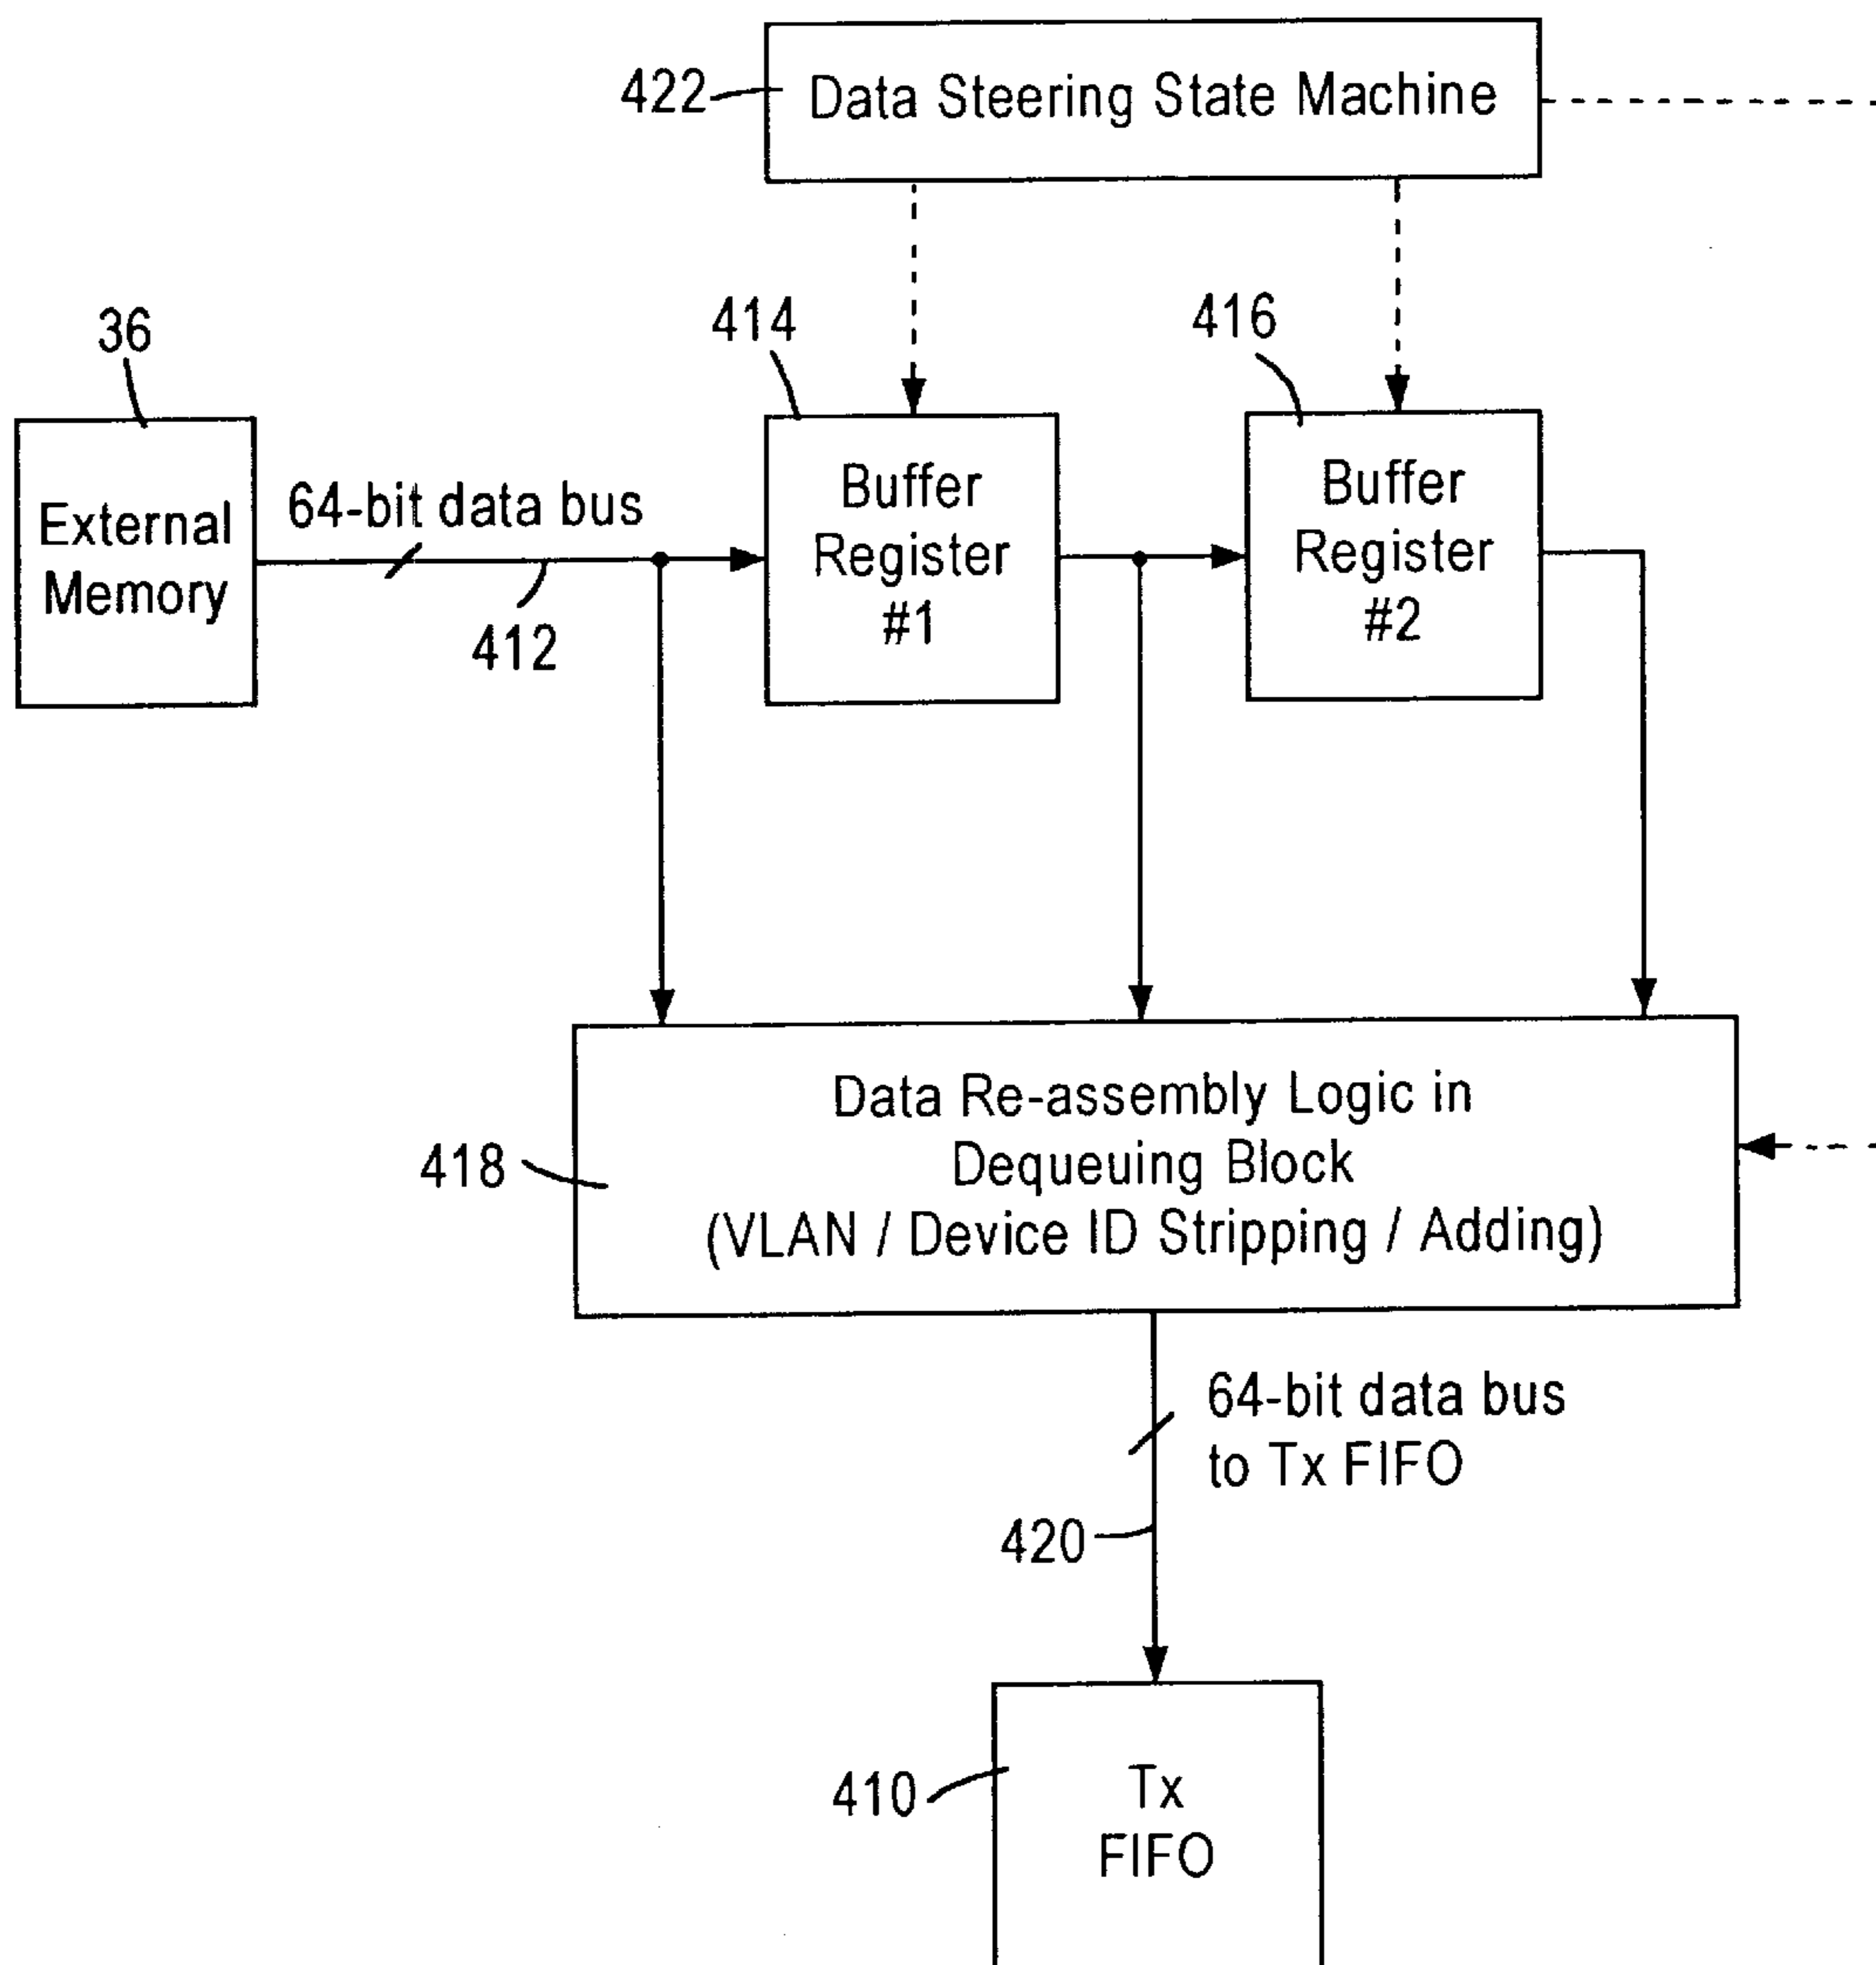 422
Data Steering State Machine
36
414
416
External
Memory
64-bit data bus
412
Buffer
Register
#1
Buffer
Register
#2
418
Data Re-assembly Logic in
Dequeuing Block
(VLAN / Device ID Stripping / Adding)
64-bit data bus
to Tx FIFO
420
410
Tx
FIFO